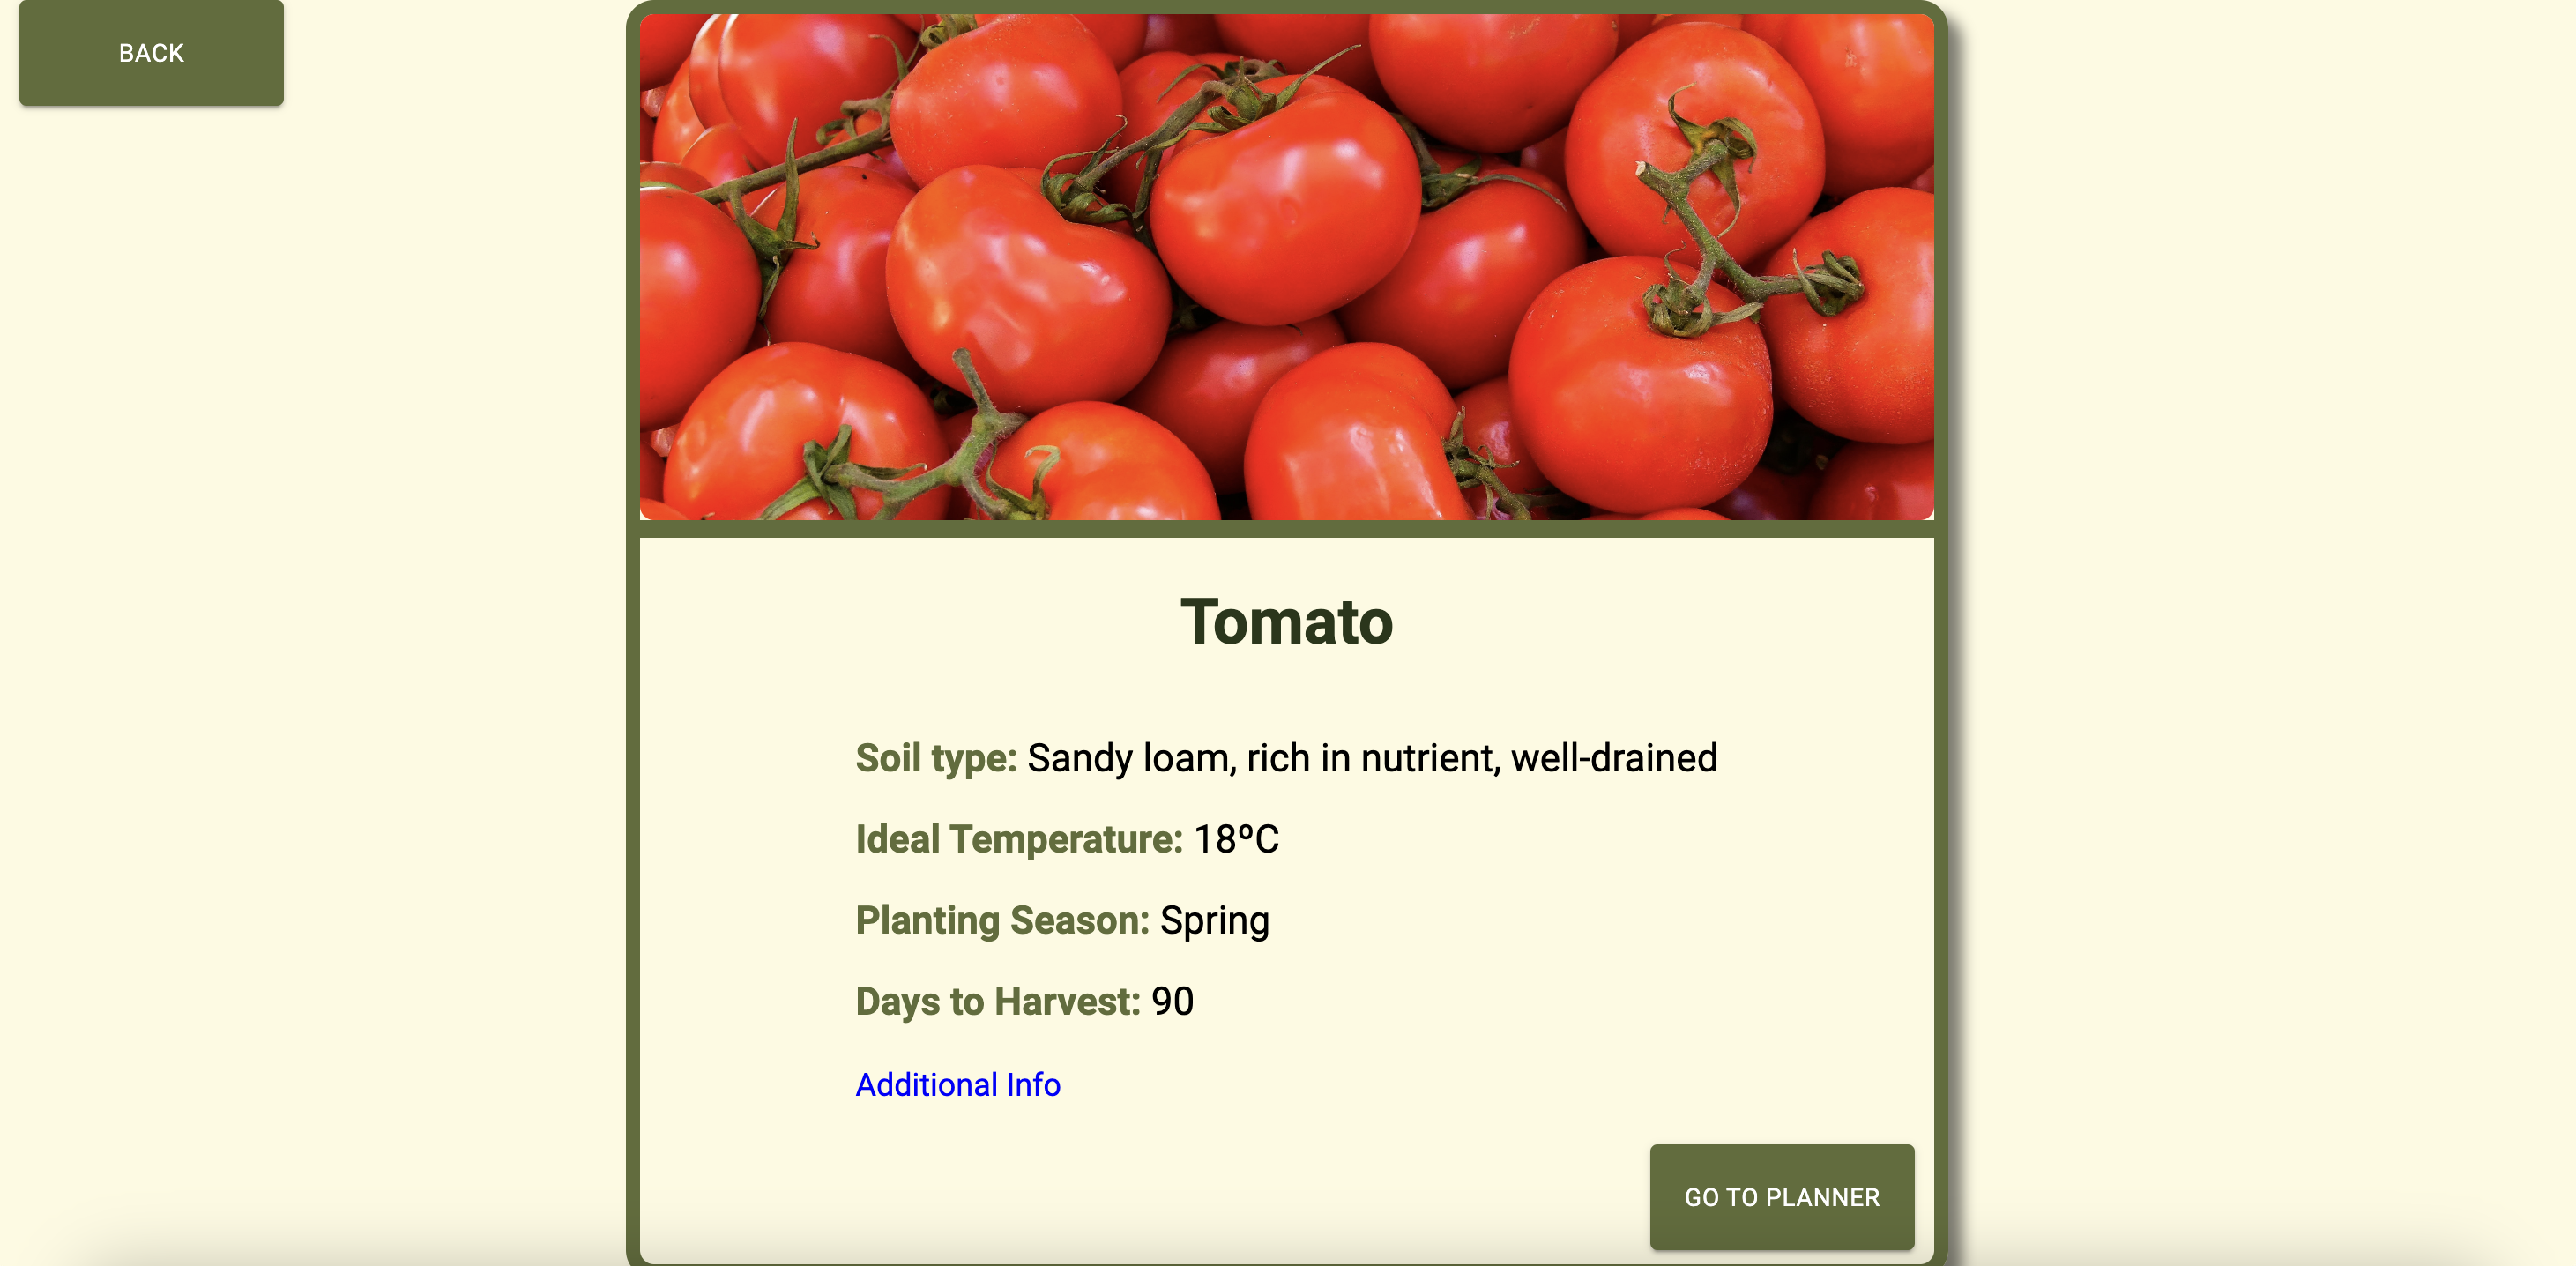 BACK
Tomato
Soil type: Sandy loam, rich in nutrient, well-drained
Ideal Temperature: 18ºC
Planting Season: Spring
Days to Harvest: 90
Additional Info
GO TO PLANNER